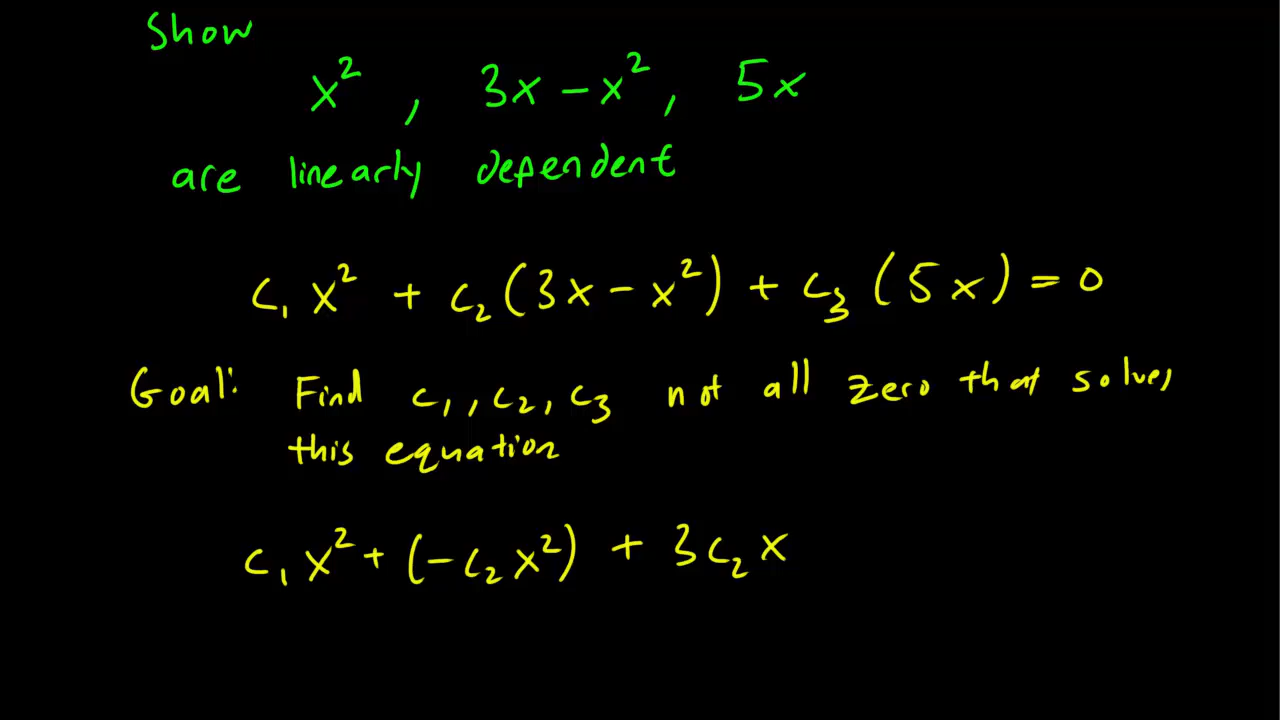 Show
x², 3x - x², 5x
are linearly dependent
c₁x² + c₂(3x - x²) + c₃(5x) = 0
Goal: Find c₁, c₂, c₃ not all zero that solves
this equation
c₁x² + (-c₂x²) + 3c₂x